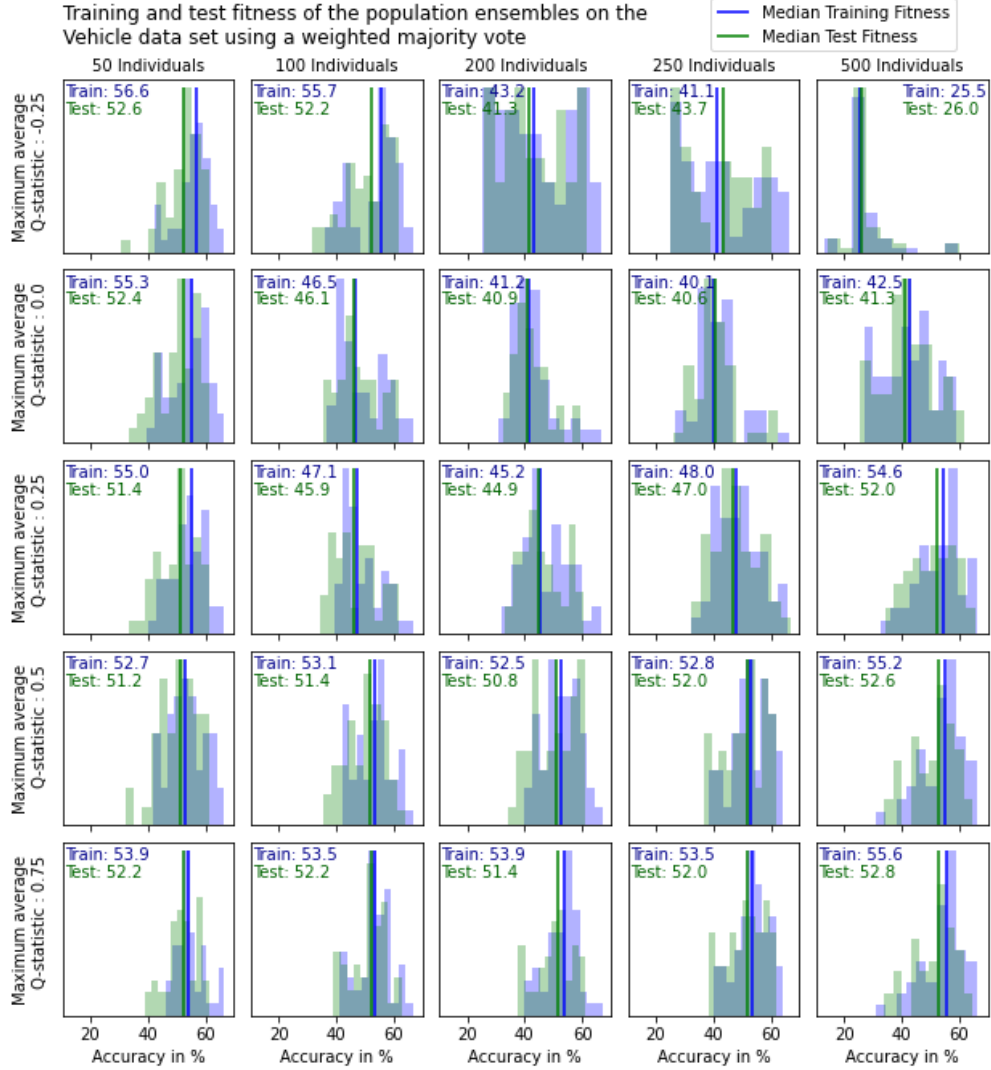 Training and test fitness of the population ensembles on the
Vehicle data set using a weighted majority vote
Median Training Fitness
Median Test Fitness
50 Individuals
100 Individuals
200 Individuals
250 Individuals
500 Individuals
Maximum average
Q-statistic : -0.25
Train: 56.6
Test: 52.6
Train: 55.7
Test: 52.2
Train: 43.2
Test: 41.3
Train: 41.1
Test: 43.7
Train: 25.5
Test: 26.0
Maximum average
Q-statistic : 0.0
Train: 55.3
Test: 52.4
Train: 46.5
Test: 46.1
Train: 41.2
Test: 40.9
Train: 40.1
Test: 40.6
Train: 42.5
Test: 41.3
Maximum average
Q-statistic : 0.25
Train: 55.0
Test: 51.4
Train: 47.1
Test: 45.9
Train: 45.2
Test: 44.9
Train: 48.0
Test: 47.0
Train: 54.6
Test: 52.0
Maximum average
Q-statistic : 0.5
Train: 52.7
Test: 51.2
Train: 53.1
Test: 51.4
Train: 52.5
Test: 50.8
Train: 52.8
Test: 52.0
Train: 55.2
Test: 52.6
Maximum average
Q-statistic : 0.75
Train: 53.9
Test: 52.2
Train: 53.5
Test: 52.2
Train: 53.9
Test: 51.4
Train: 53.5
Test: 52.0
Train: 55.6
Test: 52.8
20 40 60
20 40 60
20 40 60
20 40 60
20 40 60
Accuracy in %
Accuracy in %
Accuracy in %
Accuracy in %
Accuracy in %